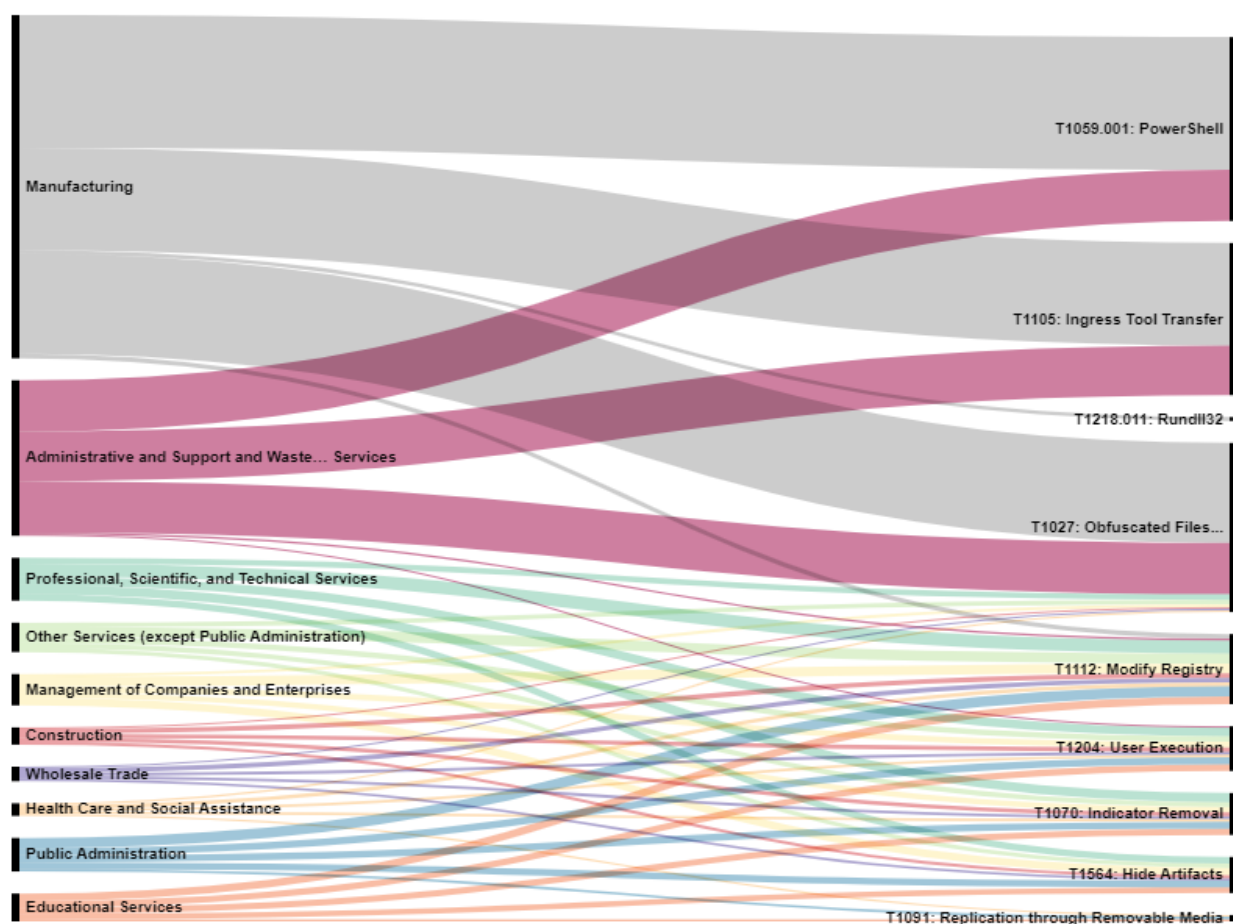 Manufacturing
Administrative and Support and Waste... Services
Professional, Scientific, and Technical Services
Other Services (except Public Administration)
Management of Companies and Enterprises
Construction
Wholesale Trade
Health Care and Social Assistance
Public Administration
Educational Services
T1059.001: PowerShell
T1105: Ingress Tool Transfer
T1218.011: Rundll32
T1027: Obfuscated Files...
T1112: Modify Registry
T1204: User Execution
T1070: Indicator Removal
T1564: Hide Artifacts
T1091: Replication through Removable Media